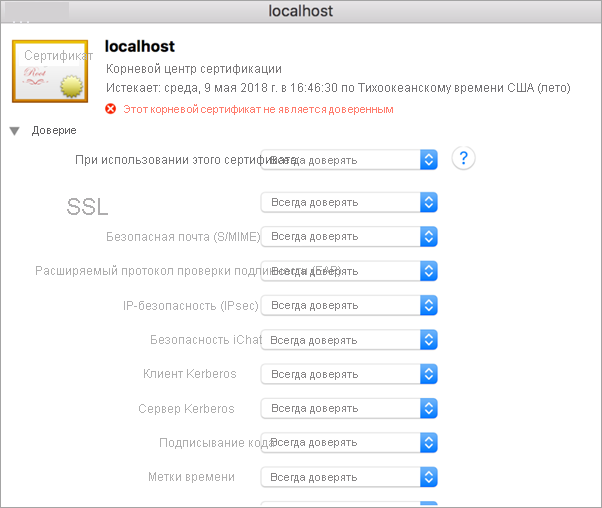 localhost
...
Сертификат
Root
localhost
Корневой центр сертификации
Истекает: среда, 9 мая 2018 г. в 16:46:30 по Тихоокеанскому времени США (лето)
Этот корневой сертификат не является доверенным
Доверие
При использовании этого сертификата: Всегда доверять ?
SSL Всегда доверять
Безопасная почта (S/MIME) Всегда доверять
Расширяемый протокол проверки подлинности (EAP) Всегда доверять
IP-безопасность (IPsec) Всегда доверять
Безопасность iChat Всегда доверять
Клиент Kerberos Всегда доверять
Сервер Kerberos Всегда доверять
Подписывание кода Всегда доверять
Метки времени Всегда доверять